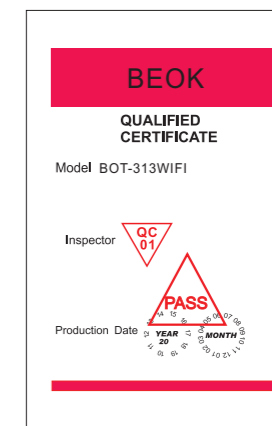 BEOK
QUALIFIED
CERTIFICATE
Model BOT-313WIFI
Inspector
QC
01
PASS
Production Date
YEAR
20
MONTH